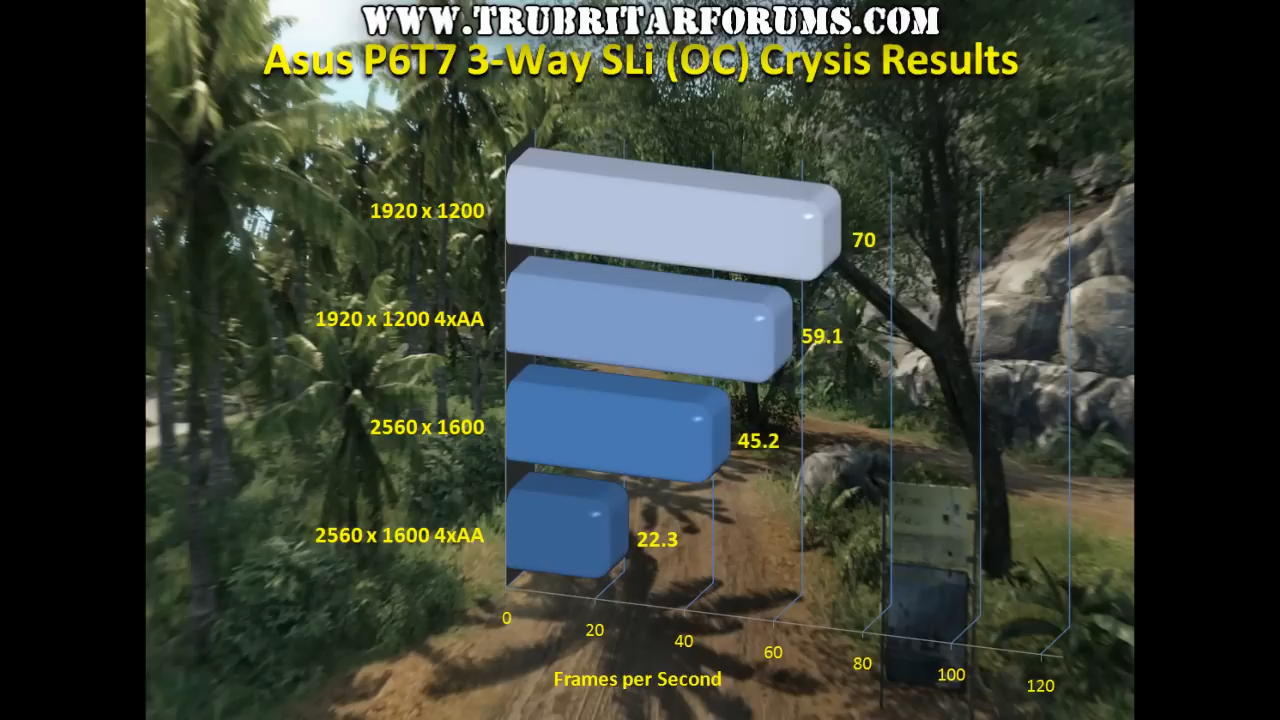 WWW.TRUBRITARFORUMS.COM
Asus P6T7 3-Way SLi (OC) Crysis Results
1920 x 1200
70
1920 x 1200 4xAA
59.1
2560 x 1600
45.2
2560 x 1600 4xAA
22.3
0
20
40
60
80
100
120
Frames per Second